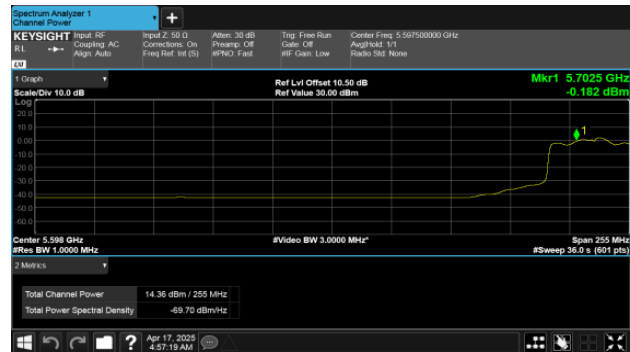 Spectrum Analyzer 1
Channel Power
+
KEYSIGHT Input: RF Input Z: 50 Ω Atten: 30 dB Trig: Free Run Center Freq: 5.597500000 GHz
RL Coupling: AC Corrections: On Preamp: Off Gate: Off Avg|Hold: 1/1
Align: Auto Freq Ref: Int (S) #PNO: Fast #IF Gain: Low Radio Std: None
LXI
1 Graph Ref Lvl Offset 10.50 dB Mkr1 5.7025 GHz
Scale/Div 10.0 dB Ref Value 30.00 dBm -0.182 dBm
Log
20.0
10.0
0.00
-10.0
-20.0
-30.0
-40.0
-50.0
-60.0
1
Center 5.598 GHz #Video BW 3.0000 MHz* Span 255 MHz
#Res BW 1.0000 MHz #Sweep 36.0 s (601 pts)
2 Metrics
Total Channel Power 14.36 dBm / 255 MHz
Total Power Spectral Density -69.70 dBm/Hz
? Apr 17, 2025
4:57:19 AM